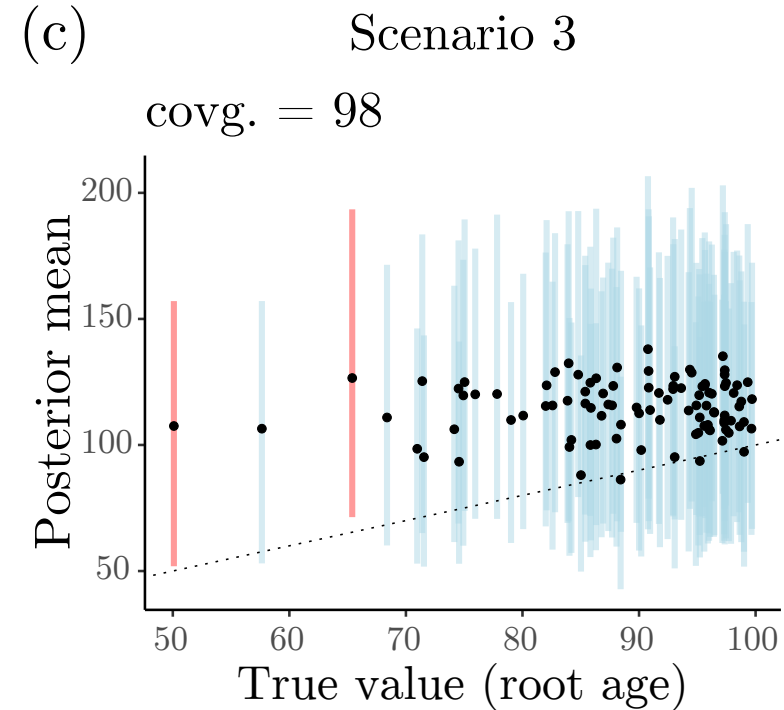 (c)
Scenario 3
covg. = 98
Posterior mean
200
150
100
50
50 60 70 80 90 100
True value (root age)